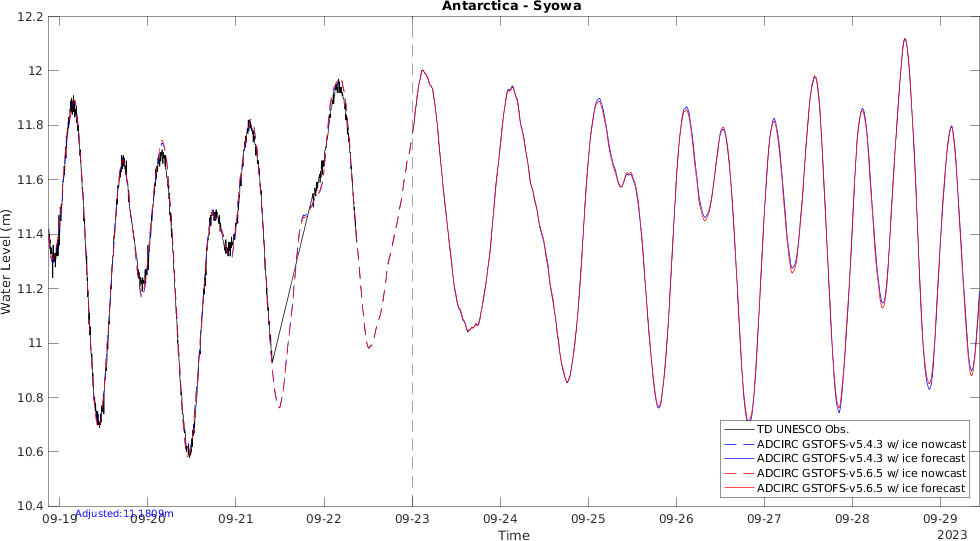 Antarctica - Syowa
12.2
12
11.8
11.6
11.4
11.2
11
10.8
10.6
10.4
Water Level (m)
TD UNESCO Obs.
ADCIRC GSTOFS-v5.4.3 w/ ice nowcast
ADCIRC GSTOFS-v5.4.3 w/ ice forecast
ADCIRC GSTOFS-v5.6.5 w/ ice nowcast
ADCIRC GSTOFS-v5.6.5 w/ ice forecast
Adjusted:11.1809m
09-19 09-20 09-21 09-22 09-23 09-24 09-25 09-26 09-27 09-28 09-29
Time
2023